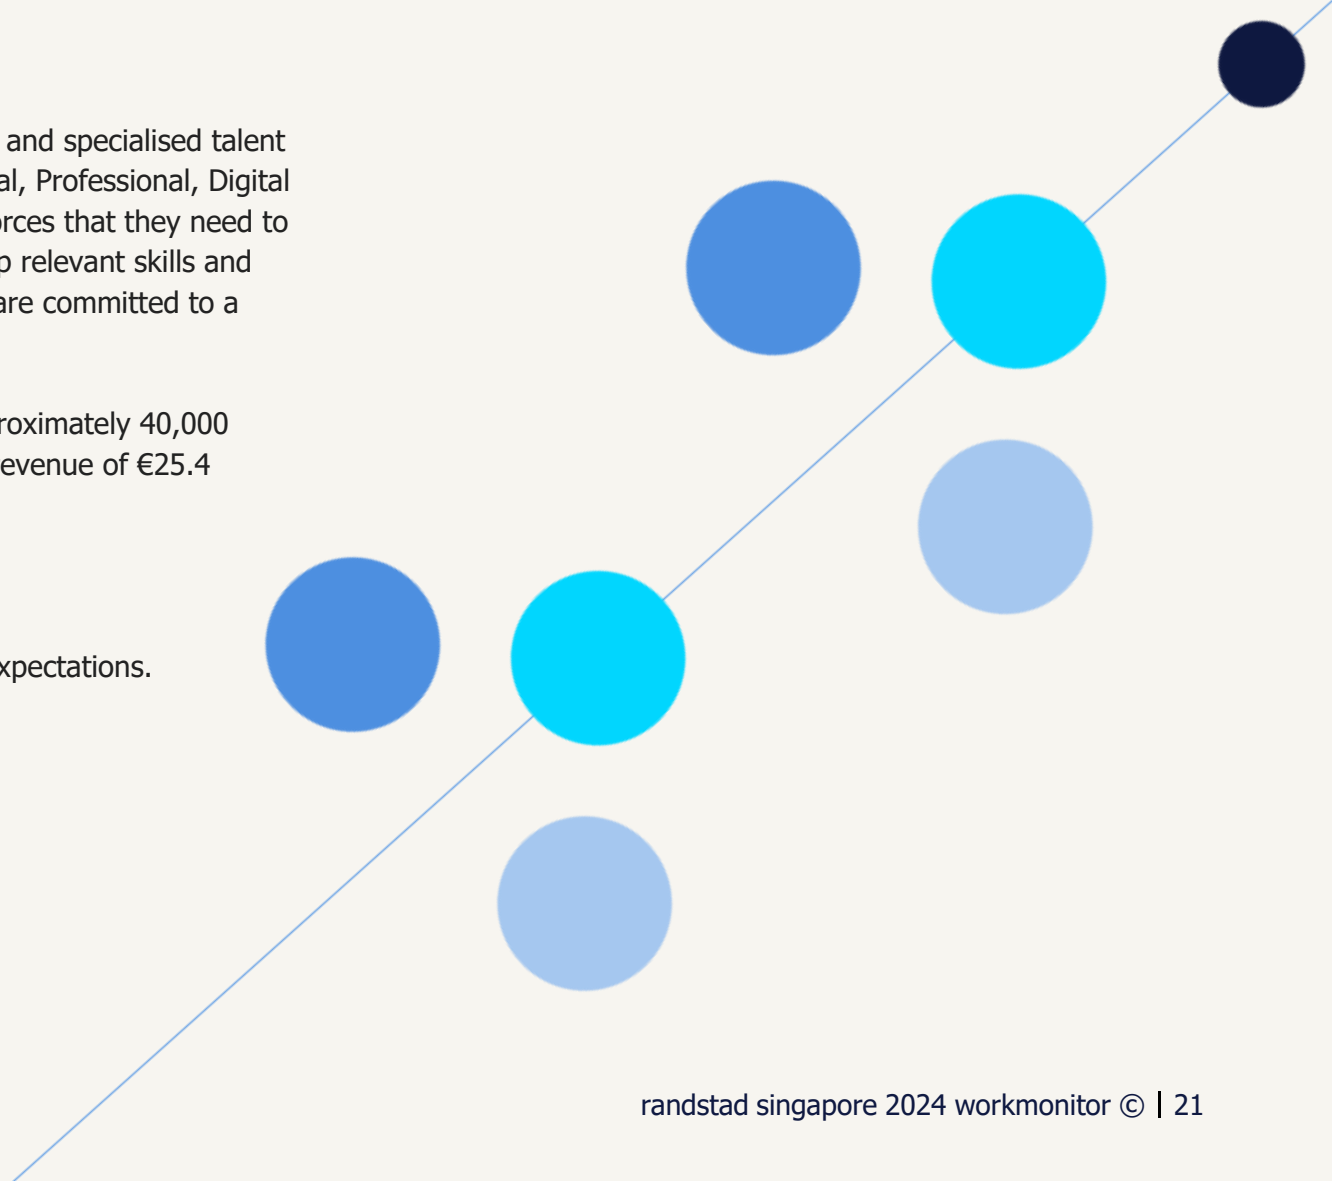 and specialised talent
al, Professional, Digital
orces that they need to
p relevant skills and
are committed to a
roximately 40,000
evenue of €25.4
xpectations.
randstad singapore 2024 workmonitor © | 21